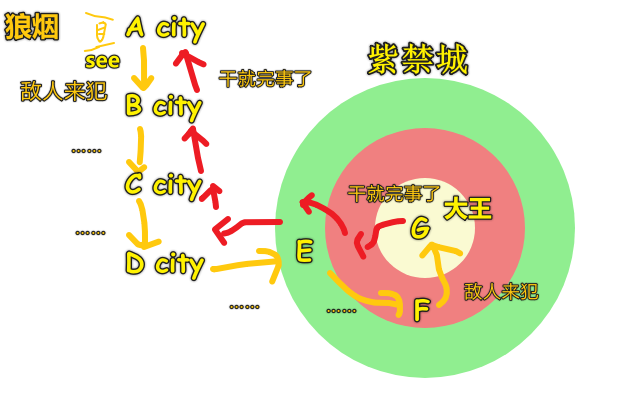 狼烟
A city
see
干就完事了
紫禁城
敌人来犯
B city
......
C city
干就完事了
大王
G
......
D city
E
敌人来犯
......
......
F